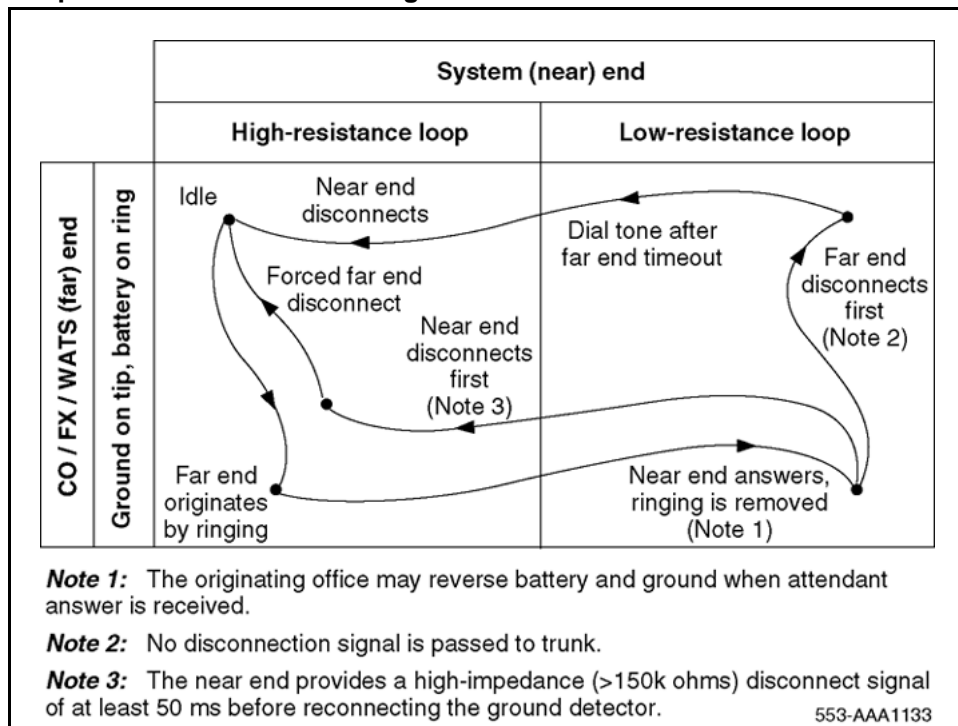 System (near) end
High-resistance loop
Low-resistance loop
CO / FX / WATS (far) end
Ground on tip, battery on ring
Idle
Near end
disconnects
Dial tone after
far end timeout
Far end
disconnects
first
(Note 2)
Forced far end
disconnect
Near end
disconnects
first
(Note 3)
Far end
originates
by ringing
Near end answers,
ringing is removed
(Note 1)
Note 1: The originating office may reverse battery and ground when attendant
answer is received.
Note 2: No disconnection signal is passed to trunk.
Note 3: The near end provides a high-impedance (>150k ohms) disconnect signal
of at least 50 ms before reconnecting the ground detector.
553-AAA1133